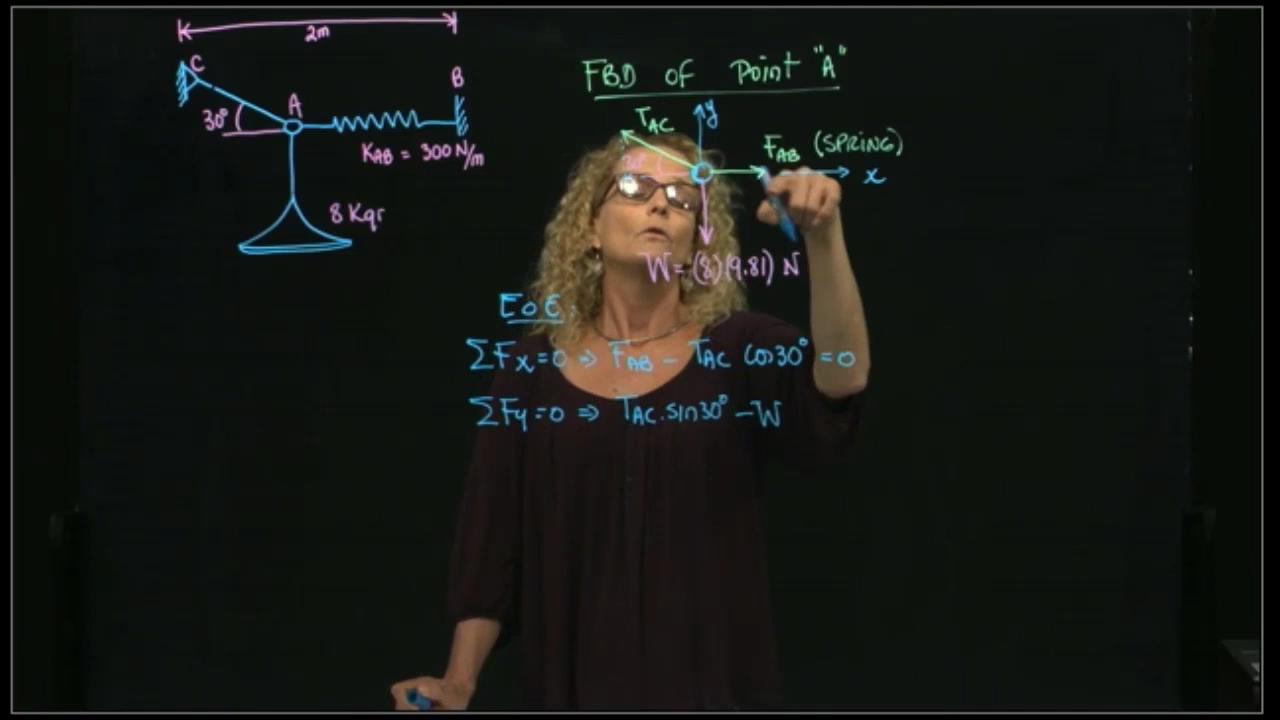 2m
C
B
A
30°
KAB = 300 N/m
8 Kgr
FBD of Point "A"
y
TAC
FAB (SPRING)
x
W = (8)(9.81) N
EoE:
ΣFx = 0 ⇒ FAB - TAC cos30° = 0
ΣFy = 0 ⇒ TAC.sin30° - W